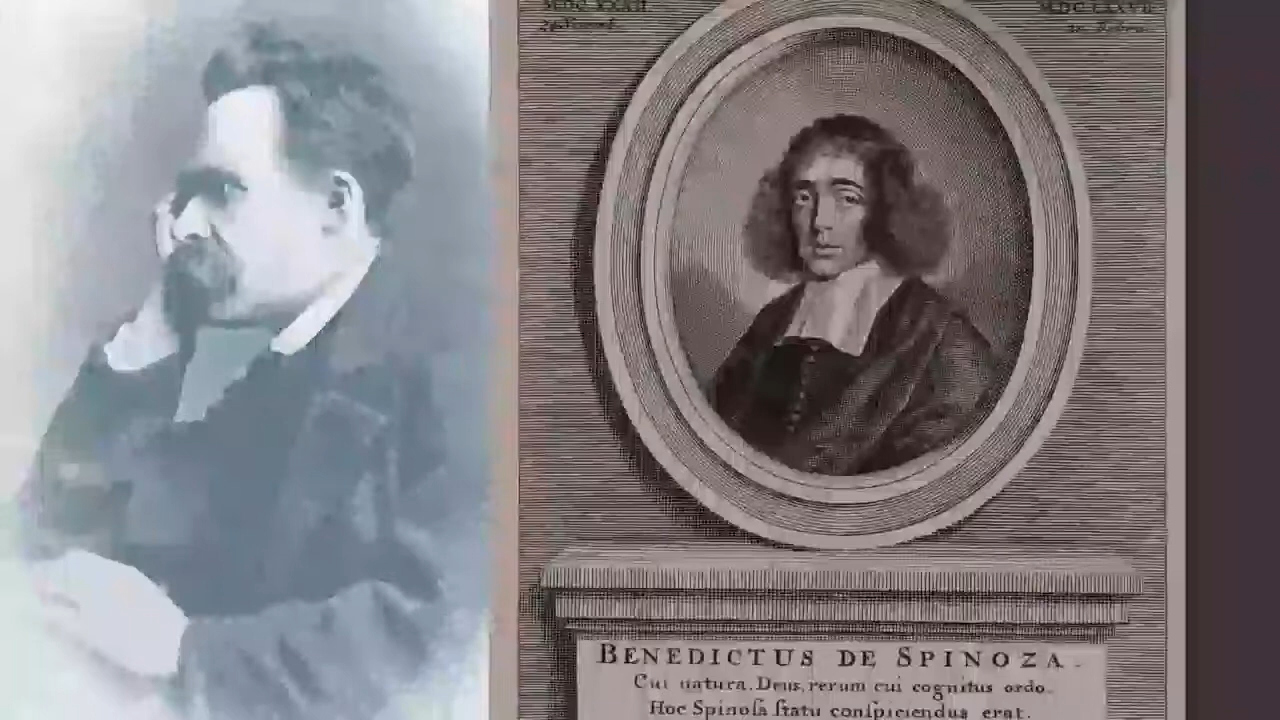 BENEDICTUS DE SPINOZA.
Cui natura, Deus, rerum cui cognitus ordo.
Hoc Spinoſa ſtatu conſpiciendus erat.